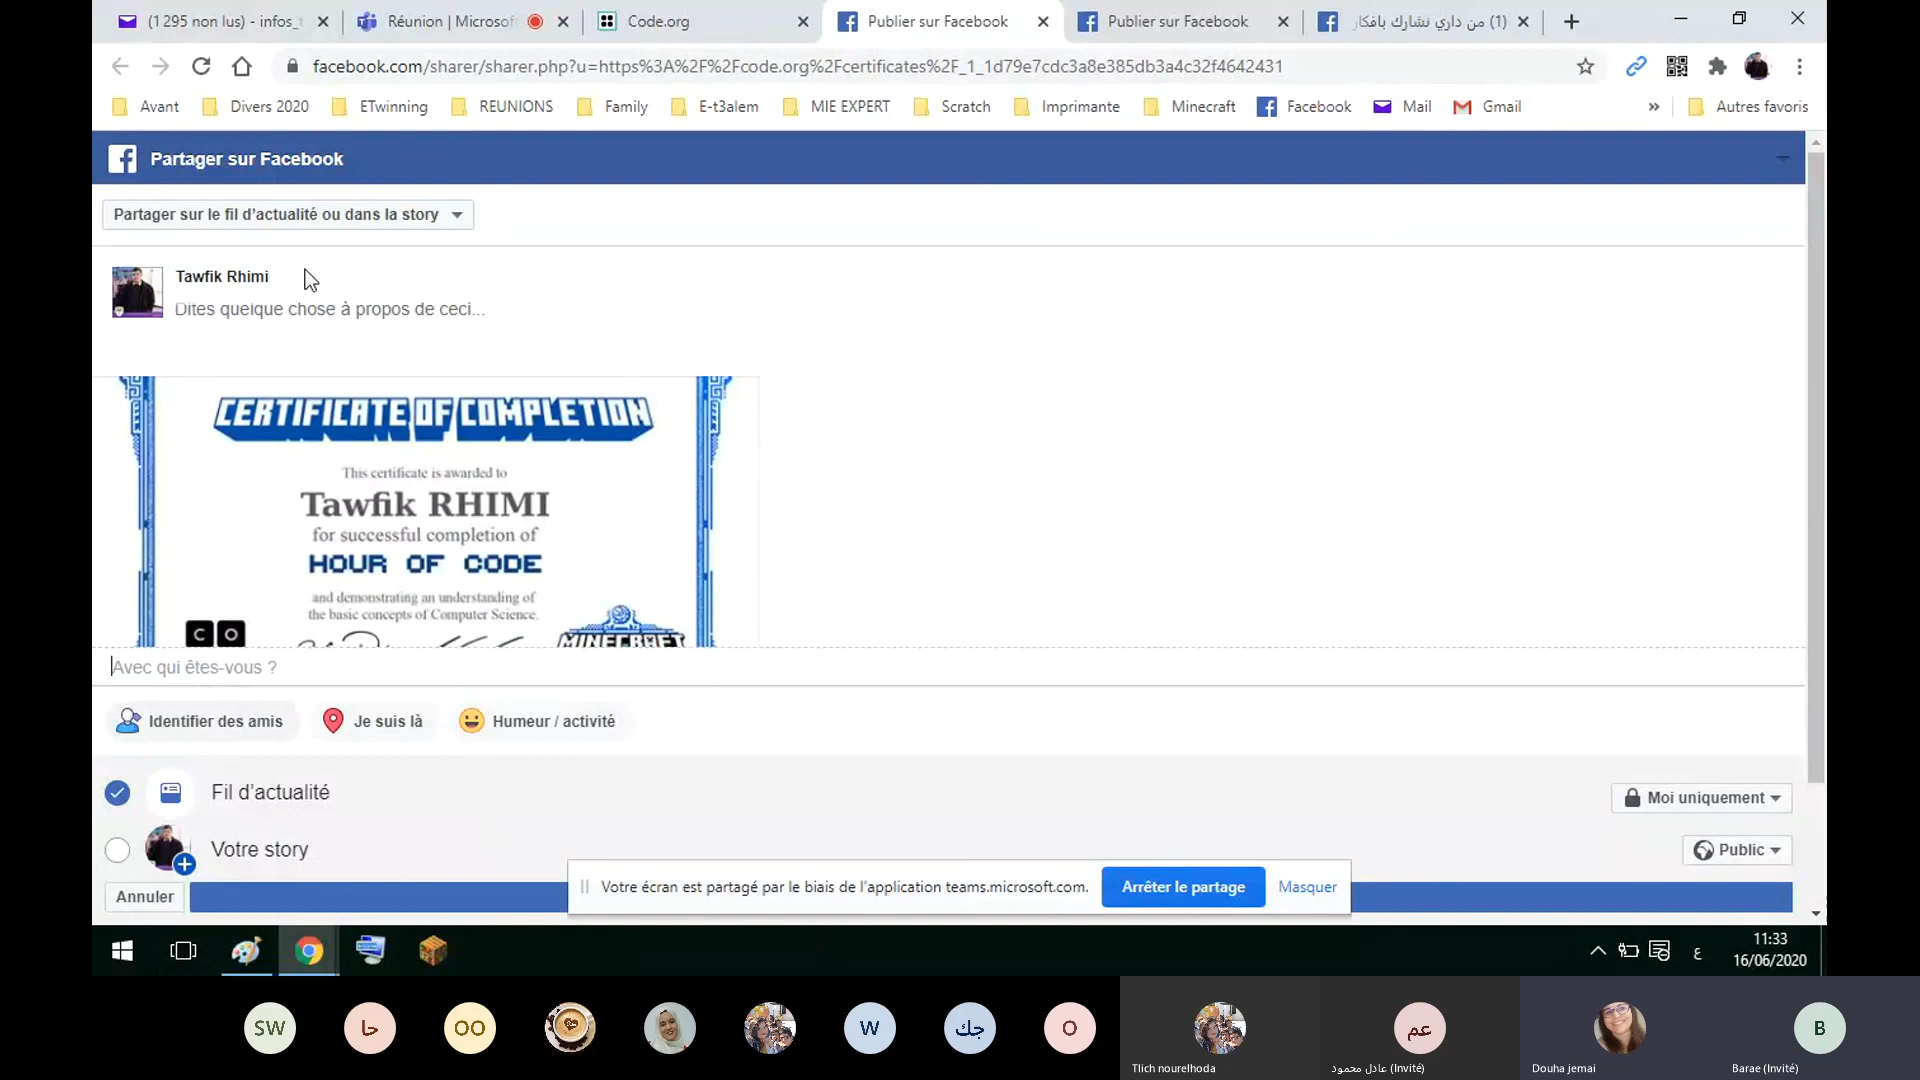 (1 295 non lus) - infos_t
Réunion | Microsof
Code.org
Publier sur Facebook
Publier sur Facebook
(1) من داري نشارك بافكار
facebook.com/sharer/sharer.php?u=https%3A%2F%2Fcode.org%2Fcertificates%2F_1_1d79e7cdc3a8e385db3a4c32f4642431
Avant
Divers 2020
ETwinning
REUNIONS
Family
E-t3alem
MIE EXPERT
Scratch
Imprimante
Minecraft
Facebook
Mail
Gmail
»
Autres favoris
Partager sur Facebook
Partager sur le fil d'actualité ou dans la story
Tawfik Rhimi
Dites quelque chose à propos de ceci...
CERTIFICATE OF COMPLETION
This certificate is awarded to
Tawfik RHIMI
for successful completion of
HOUR OF CODE
and demonstrating an understanding of
the basic concepts of Computer Science.
C O
MINECRAFT
Avec qui êtes-vous ?
Identifier des amis
Je suis là
Humeur / activité
Fil d'actualité
Moi uniquement
Votre story
Public
Annuler
Votre écran est partagé par le biais de l'application teams.microsoft.com.
Arrêter le partage
Masquer
ع
11:33
16/06/2020
SW
حا
OO
W
جك
O
عم
B
Tlich nourelhoda
عادل محمود (Invité)
Douha jemai
Barae (Invité)